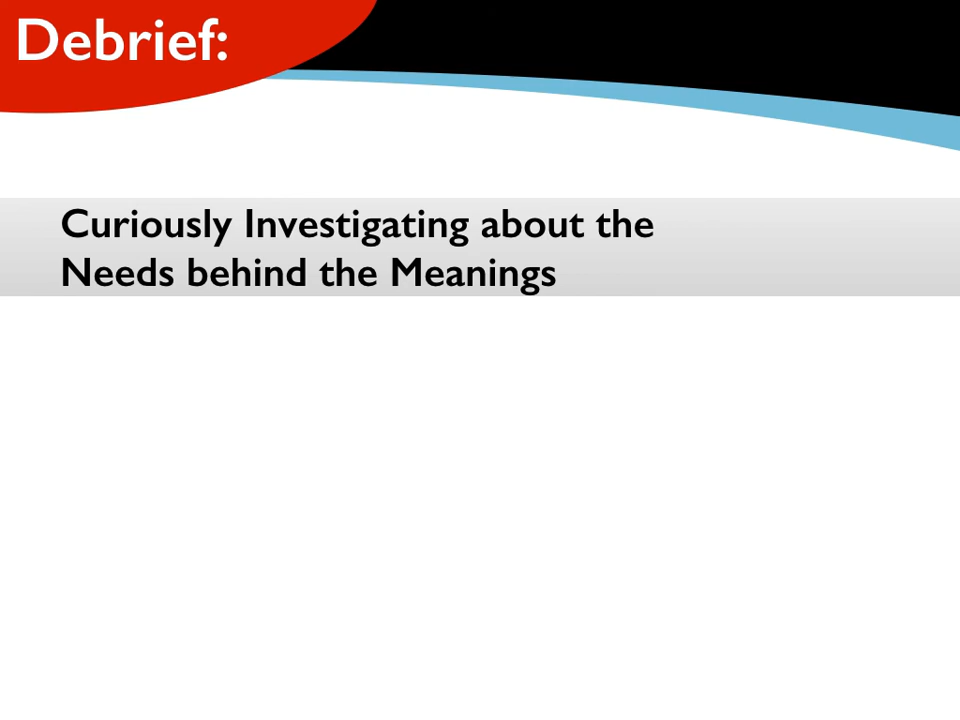 Debrief:
Curiously Investigating about the
Needs behind the Meanings